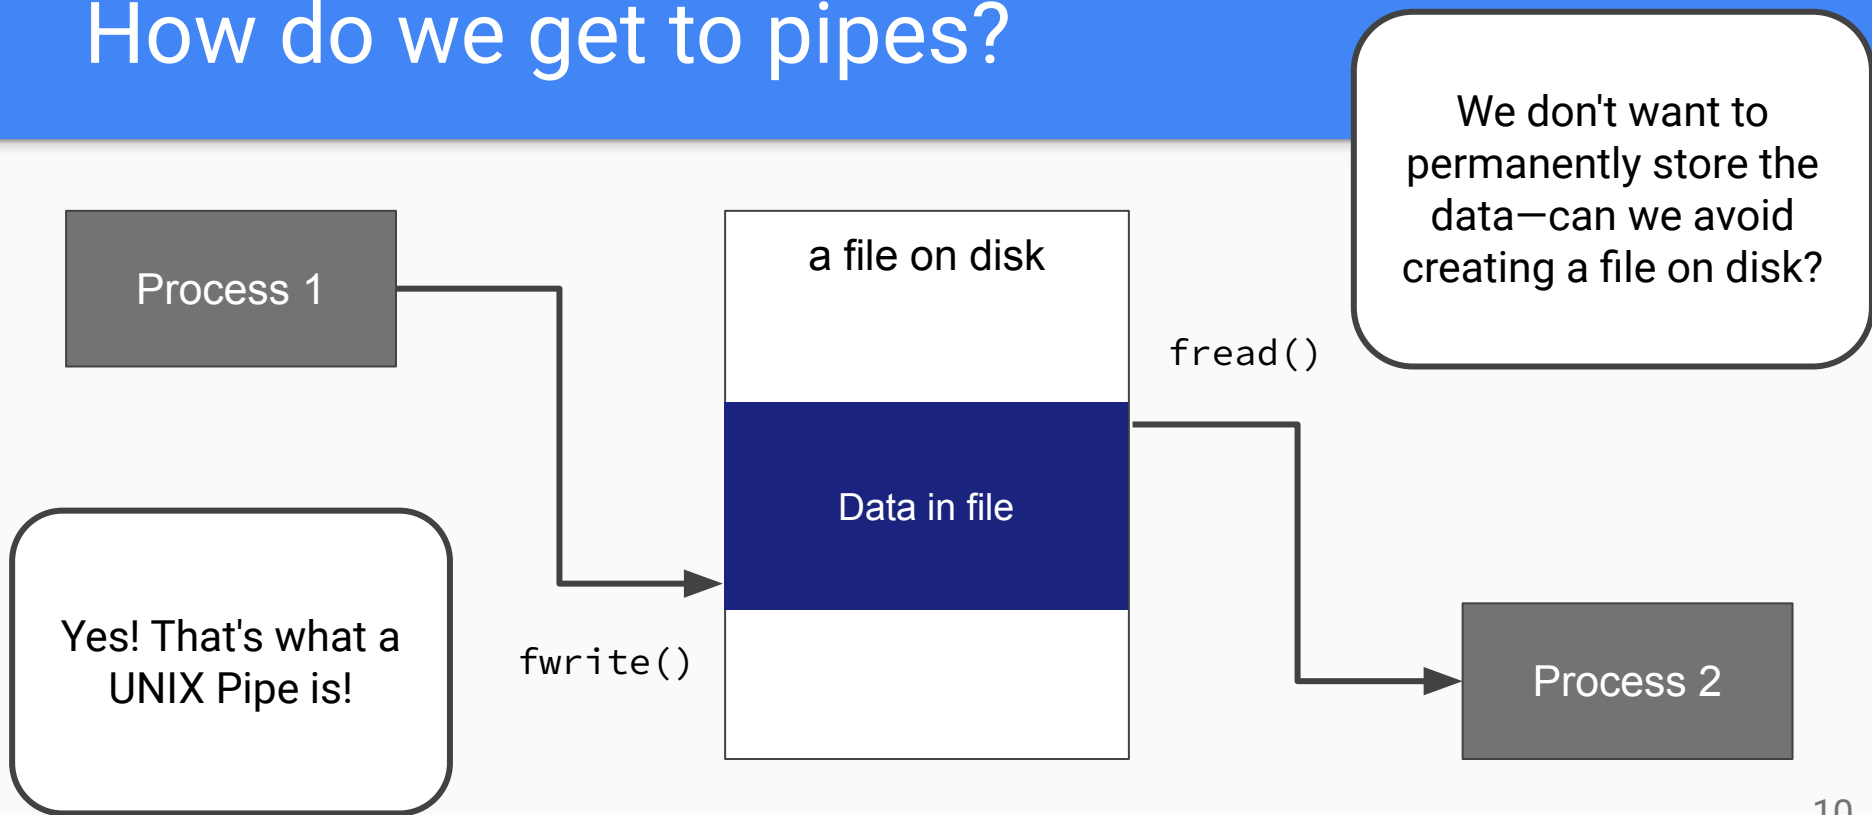 How do we get to pipes?
We don't want to
permanently store the
data—can we avoid
creating a file on disk?
Process 1
a file on disk
fread()
Data in file
Yes! That's what a
UNIX Pipe is!
fwrite()
Process 2
10